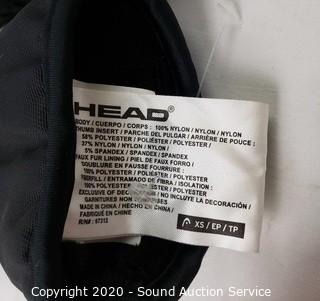 HEAD®
BODY / CUERPO / CORPS : 100% NYLON / NYLON / NYLON
THUMB INSERT / PARCHE DEL PULGAR / ARRIÈRE DE POUCE :
58% POLYESTER / POLIÉSTER / POLYESTER
37% NYLON / NYLON / NYLON
5% SPANDEX / SPANDEX / SPANDEX
FAUX FUR LINING / PIEL DE FAUX FORRO /
DOUBLURE EN FAUSSE FOURRURE :
100% POLYESTER / POLIÉSTER / POLYESTER
FIBERFILL / ENTRAMADO DE FIBRA / ISOLATION :
100% POLYESTER / POLIÉSTER / POLYESTER
EXCLUSIVE OF DECORATION / NO INCLUYE LA DECORACIÓN /
GARNITURES NON COMPRISES
MADE IN CHINA / HECHO EN CHINA /
FABRIQUÉ EN CHINE
R/N# 67313
XS / EP / TP
Copyright © 2020 - Sound Auction Service